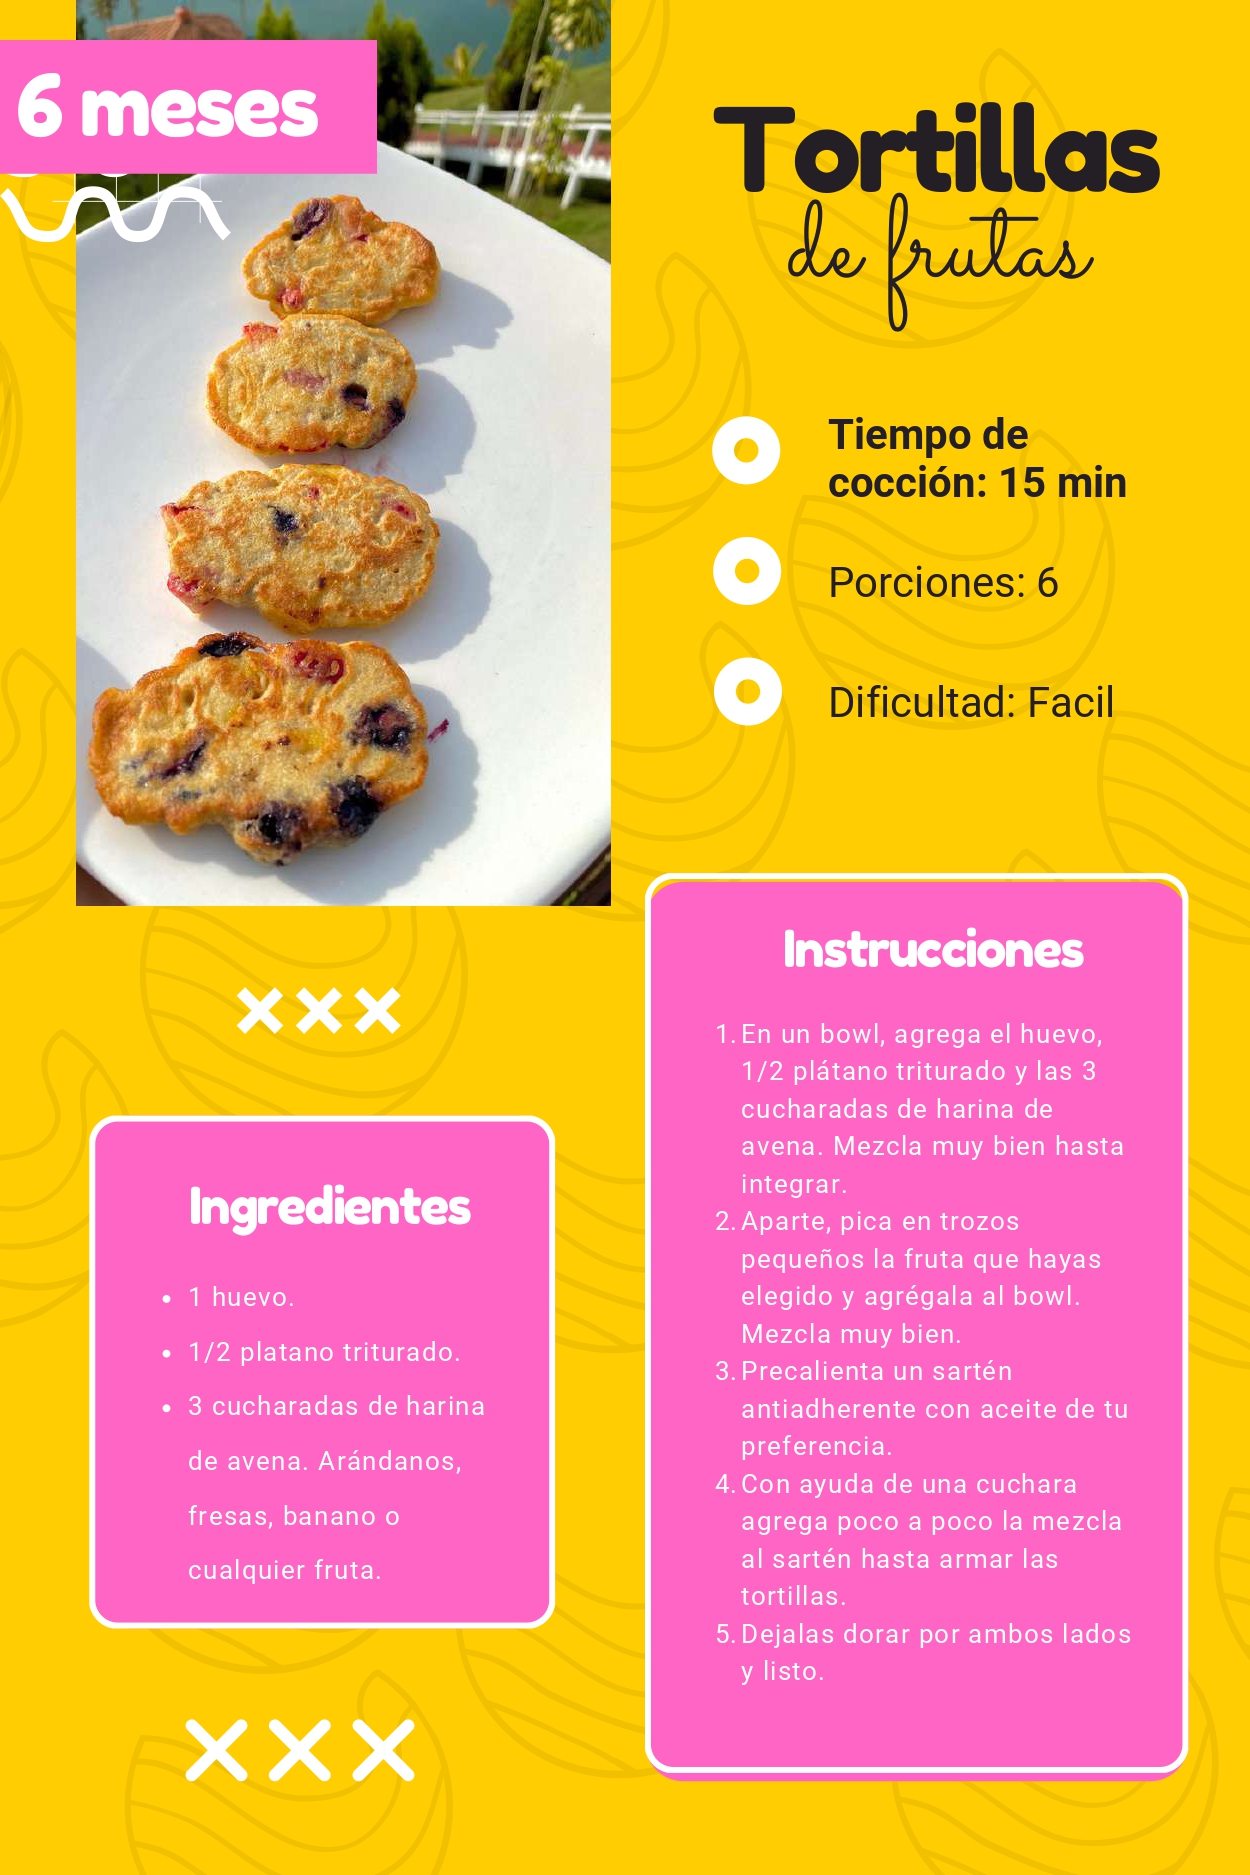 6 meses
Tortillas
de frutas
Tiempo de
cocción: 15 min
Porciones: 6
Dificultad: Facil
Ingredientes
• 1 huevo.
• 1/2 platano triturado.
• 3 cucharadas de harina
de avena. Arándanos,
fresas, banano o
cualquier fruta.
Instrucciones
1. En un bowl, agrega el huevo,
1/2 plátano triturado y las 3
cucharadas de harina de
avena. Mezcla muy bien hasta
integrar.
2. Aparte, pica en trozos
pequeños la fruta que hayas
elegido y agrégala al bowl.
Mezcla muy bien.
3. Precalienta un sartén
antiadherente con aceite de tu
preferencia.
4. Con ayuda de una cuchara
agrega poco a poco la mezcla
al sartén hasta armar las
tortillas.
5. Dejalas dorar por ambos lados
y listo.